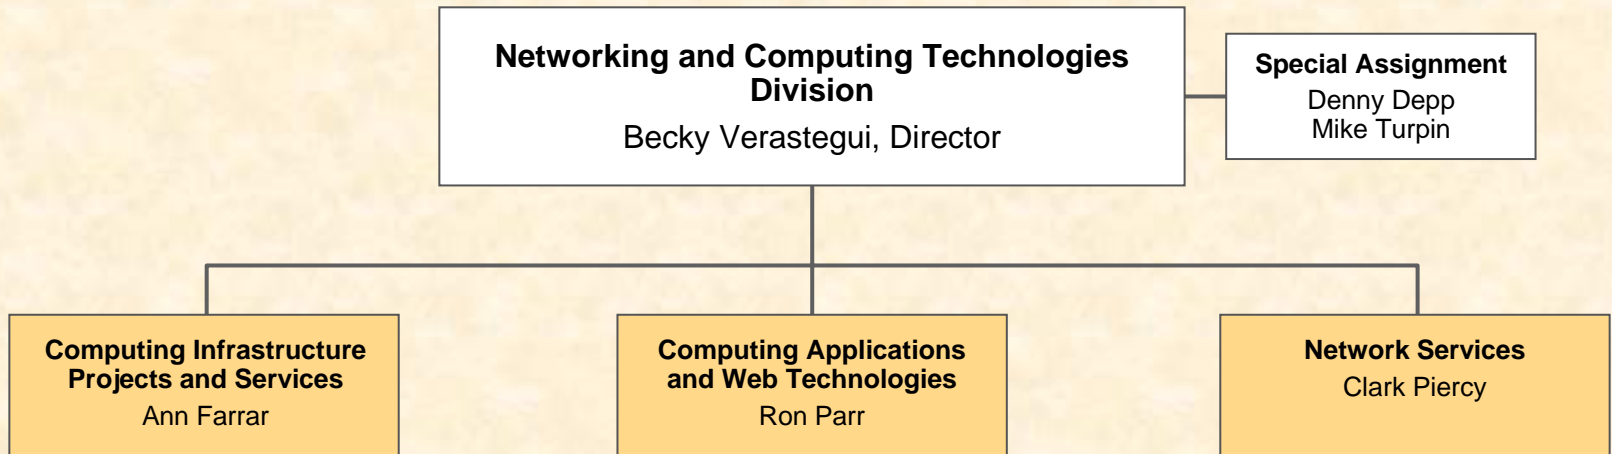 Networking and Computing Technologies
Division
Becky Verastegui, Director
Special Assignment
Denny Depp
Mike Turpin
Computing Infrastructure
Projects and Services
Ann Farrar
Computing Applications
and Web Technologies
Ron Parr
Network Services
Clark Piercy